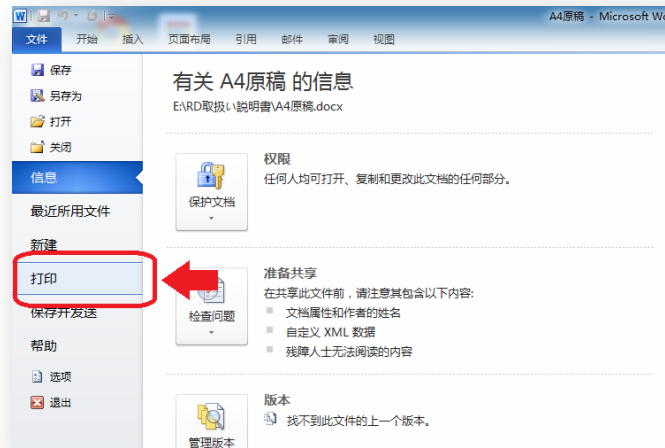 A4原稿 - Microsoft Wo
文件 开始 插入 页面布局 引用 邮件 审阅 视图
保存
另存为
打开
关闭
信息
最近所用文件
新建
打印
保存并发送
帮助
选项
退出
有关 A4原稿 的信息
E:\RD取扱い説明書\A4原稿.docx
保护文档
权限
任何人均可打开、复制和更改此文档的任何部分。
检查问题
准备共享
在共享此文件前，请注意其包含以下内容:
文档属性和作者的姓名
自定义 XML 数据
残障人士无法阅读的内容
管理版本
版本
找不到此文件的上一个版本。